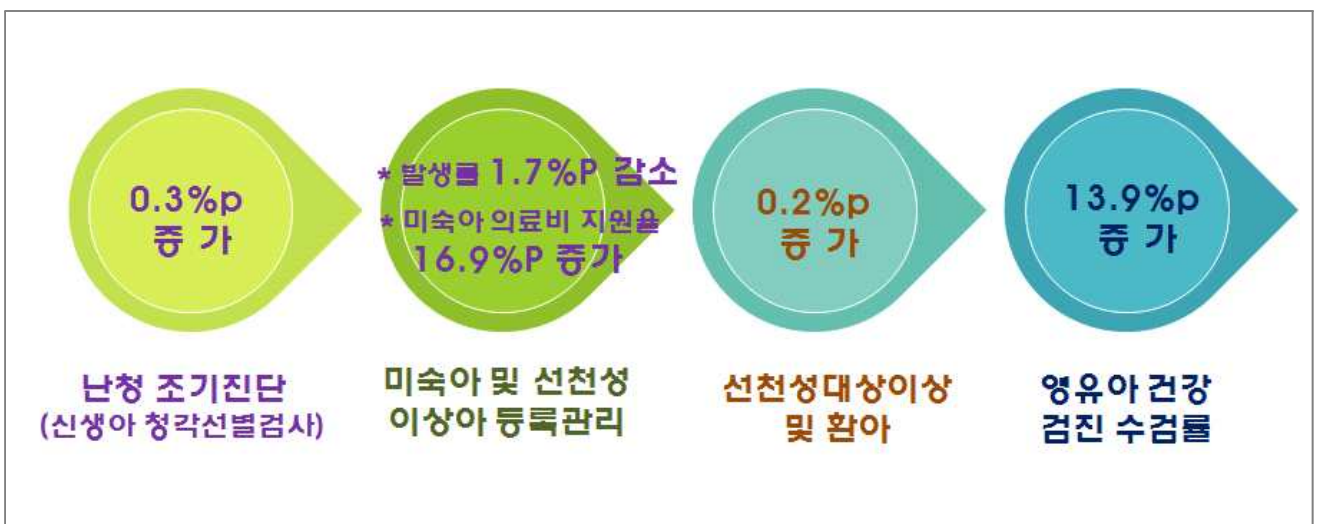 0.3%p
증 가
* 발생률 1.7%P 감소
* 미숙아 의료비 지원율
16.9%P 증가
0.2%p
증 가
13.9%p
증 가
난청 조기진단
(신생아 청각선별검사)
미숙아 및 선천성
이상아 등록관리
선천성대상이상
및 환아
영유아 건강
검진 수검률